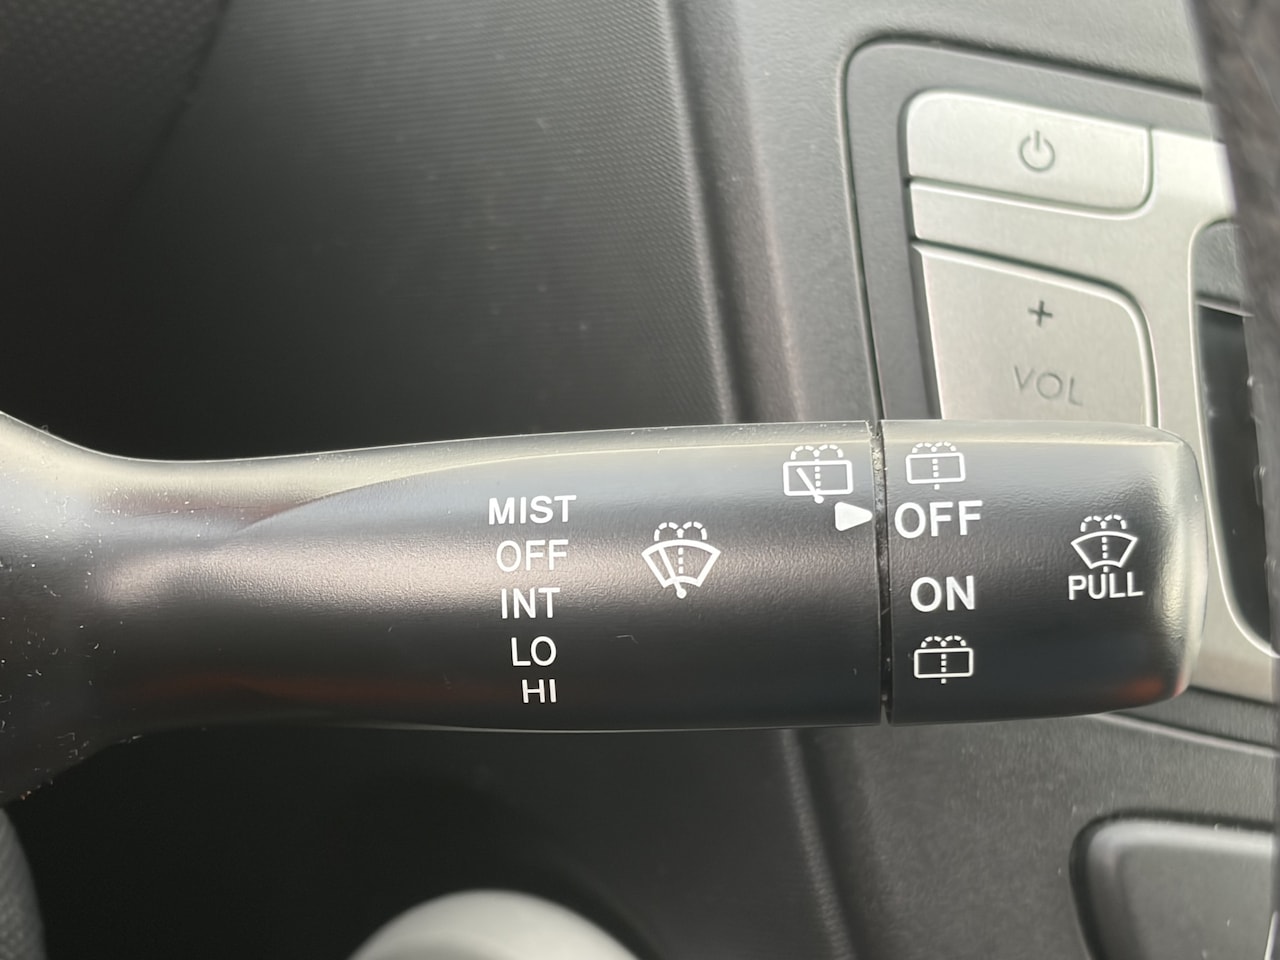 MIST
OFF
INT
LO
HI
OFF
ON
PULL
+
VOL